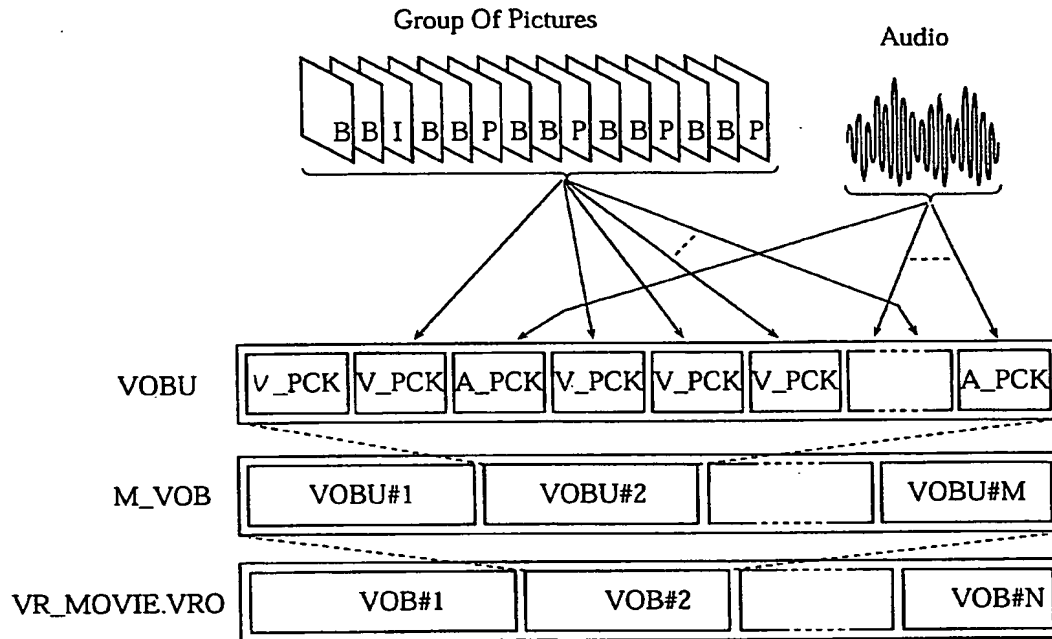 Group Of Pictures
Audio
B B I B B P B B P B B P B B P
VOBU V_PCK V_PCK A_PCK V_PCK V_PCK V_PCK A_PCK
M_VOB VOBU#1 VOBU#2 VOBU#M
VR_MOVIE.VRO VOB#1 VOB#2 VOB#N